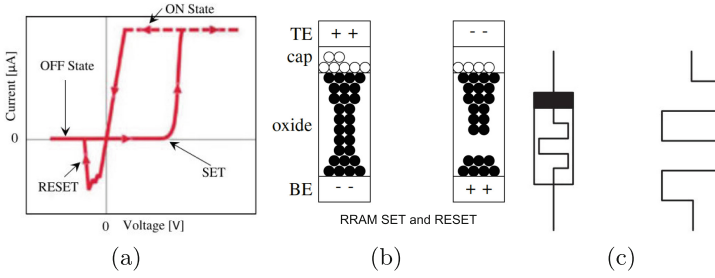 ON State
OFF State
Current [µA]
0
RESET
SET
0
Voltage [V]
(a)
TE
+ +
- -
cap
oxide
BE
- -
+ +
RRAM SET and RESET
(b)
(c)